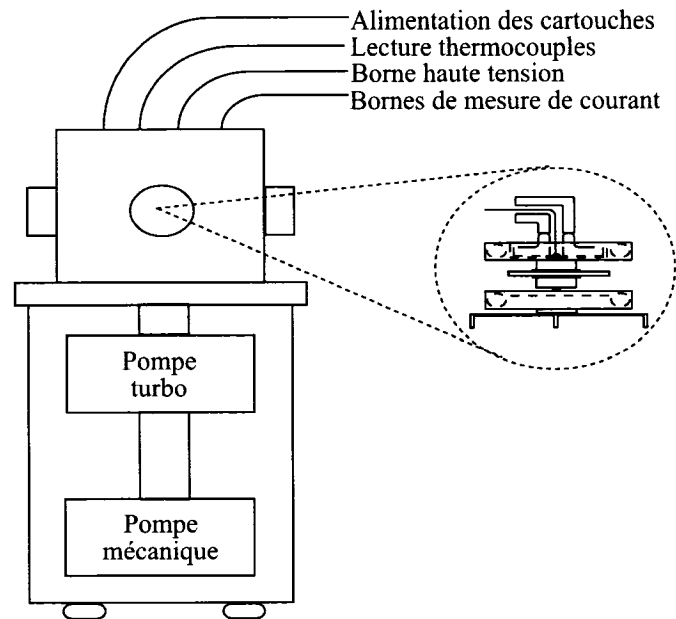 Alimentation des cartouches
Lecture thermocouples
Borne haute tension
Bornes de mesure de courant
Pompe
turbo
Pompe
mécanique